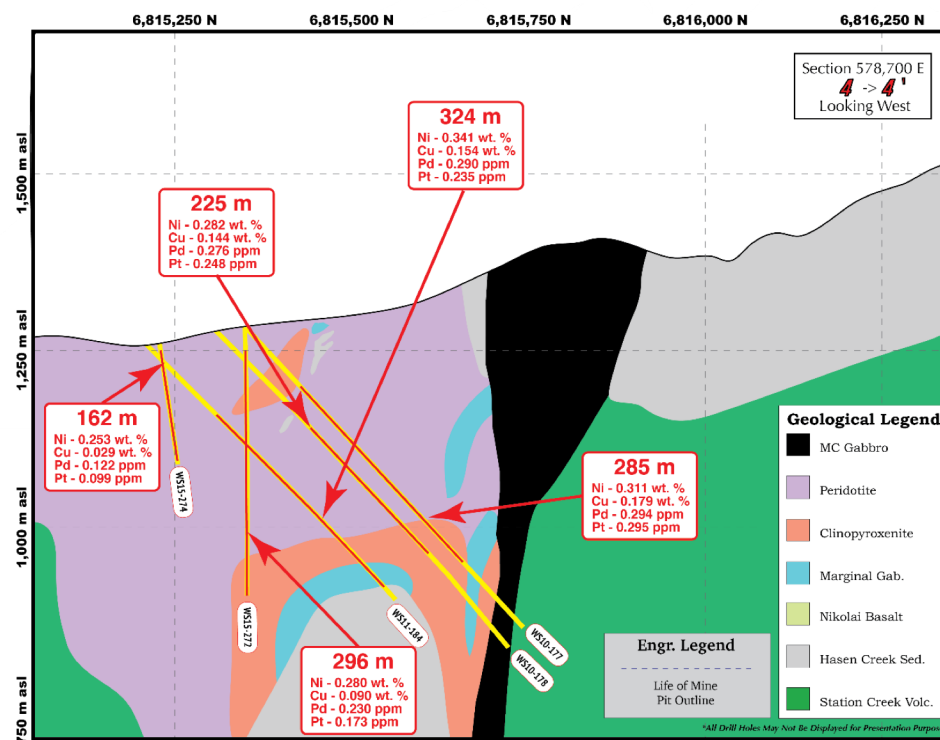 6,815,250 N
6,815,500 N
6,815,750 N
6,816,000 N
6,816,250 N
Section 578,700 E
4 -> 4'
Looking West
1,500 m asl
1,250 m asl
1,000 m asl
750 m asl
324 m
Ni - 0.341 wt. %
Cu - 0.154 wt. %
Pd - 0.290 ppm
Pt - 0.235 ppm
225 m
Ni - 0.282 wt. %
Cu - 0.144 wt. %
Pd - 0.276 ppm
Pt - 0.248 ppm
162 m
Ni - 0.253 wt. %
Cu - 0.029 wt. %
Pd - 0.122 ppm
Pt - 0.099 ppm
285 m
Ni - 0.311 wt. %
Cu - 0.179 wt. %
Pd - 0.294 ppm
Pt - 0.295 ppm
296 m
Ni - 0.280 wt. %
Cu - 0.090 wt. %
Pd - 0.230 ppm
Pt - 0.173 ppm
WS15-274
WS15-272
WS11-184
WS10-177
WS10-178
Geological Legend
MC Gabbro
Peridotite
Clinopyroxenite
Marginal Gab.
Nikolai Basalt
Hasen Creek Sed.
Station Creek Volc.
Engr. Legend
Life of Mine
Pit Outline
*All Drill Holes May Not Be Displayed for Presentation Purpos